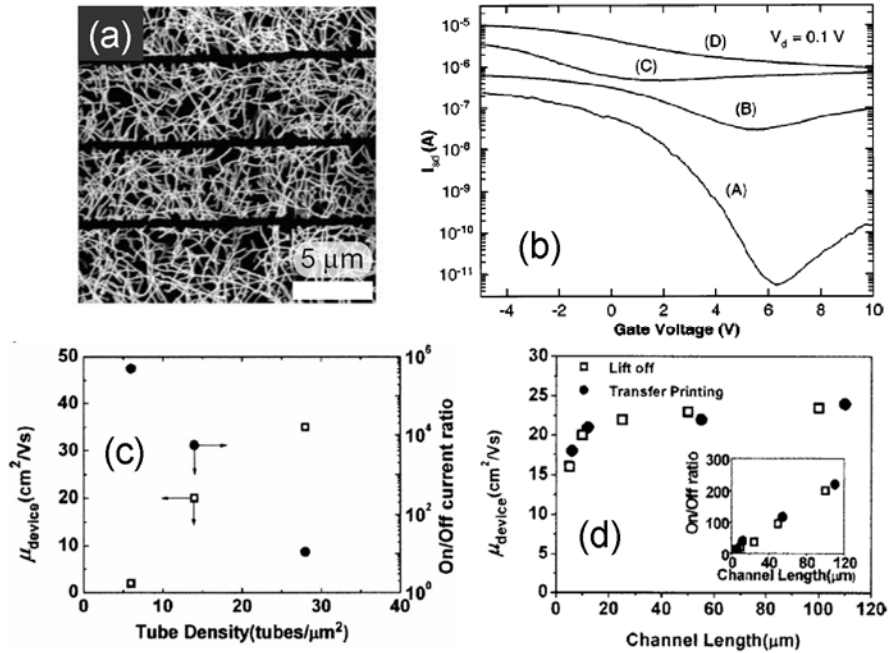 (a)
5 μm
(b)
V_d = 0.1 V
(D)
(C)
(B)
(A)
I_sd (A)
10^-5
10^-6
10^-7
10^-8
10^-9
10^-10
10^-11
-4 -2 0 2 4 6 8 10
Gate Voltage (V)
(c)
μ_device(cm^2/Vs)
50
45
40
35
30
25
20
15
10
5
0
On/Off current ratio
10^6
10^4
10^2
10^0
0 10 20 30 40
Tube Density(tubes/μm^2)
(d)
Lift off
Transfer Printing
μ_device(cm^2/Vs)
30
25
20
15
10
5
0
0 20 40 60 80 100 120
Channel Length(μm)
On/Off ratio
300
200
100
0
0 40 80 120
Channel Length(μm)